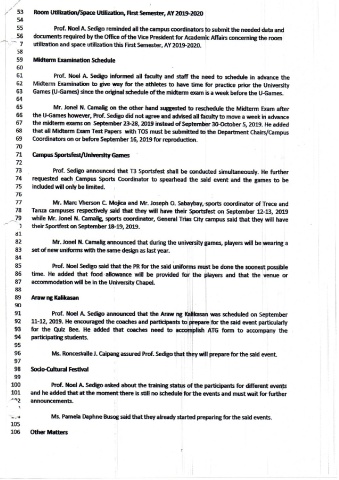 53 Room Utilization/Space Utilization, First Semester, AY 2019-2020
54
55 Prof. Noel A. Sedigo reminded all the campus coordinators to submit the needed data and
56 documents required by the Office of the Vice President for Academic Affairs concerning the room
7 utilization and space utilization this First Semester, AY 2019-2020.
58
59 Midterm Examination Schedule
60
61 Prof. Noel A. Sedigo informed all faculty and staff the need to schedule in advance the
62 Midterm Examination to give way for the athletes to have time for practice prior the University
63 Games (U-Games) since the original schedule of the midterm exam is a week before the U-Games.
64
65 Mr. Jonel N. Camalig on the other hand suggested to reschedule the Midterm Exam after
66 the U-Games however, Prof. Sedigo did not agree and advised all faculty to move a week in advance
67 the midterm exams on September 23-28, 2019 instead of September 30-October 5, 2019. He added
68 that all Midterm Exam Test Papers with TOS must be submitted to the Department Chairs/Campus
69 Coordinators on or before September 16, 2019 for reproduction.
70
71 Campus Sportsfest/University Games
72
73 Prof. Sedigo announced that T3 Sportsfest shall be conducted simultaneously. He further
74 requested each Campus Sports Coordinator to spearhead the said event and the games to be
75 included will only be limited.
76
77 Mr. Marc Vherson C. Mojica and Mr. Joseph G. Sabaybay, sports coordinator of Trece and
78 Tanza campuses respectively said that they will have their Sportsfest on September 12-13, 2019
79 while Mr. Jonel N. Camalig, sports coordinator, General Trias City campus said that they will have
their Sportfest on September 18-19, 2019.
81
82 Mr. Jonel N. Camalig announced that during the university games, players will be wearing a
83 set of new uniforms with the same design as last year.
84
85 Prof. Noel Sedigo said that the PR for the said uniforms must be done the soonest possible
86 time. He added that food allowance will be provided for the players and that the venue or
87 accommodation will be in the University Chapel.
88
89 Araw ng Kalikasan
90
91 Prof. Noel A. Sedigo announced that the Araw ng Kalikasan was scheduled on September
92 11-12, 2019. He encouraged the coaches and participants to prepare for the said event particularly
93 for the Quiz Bee. He added that coaches need to accomplish ATG form to accompany the
94 participating students.
95
96 Ms. Roncesvalle J. Caipang assured Prof. Sedigo that they will prepare for the said event.
97
98 Socio-Cultural Festival
99
100 Prof. Noel A. Sedigo asked about the training status of the participants for different events
101 and he added that at the moment there is still no schedule for the events and must wait for further
announcements.
Ms. Pamela Daphne Busog said that they already started preparing for the said events.
105
106 Other Matters